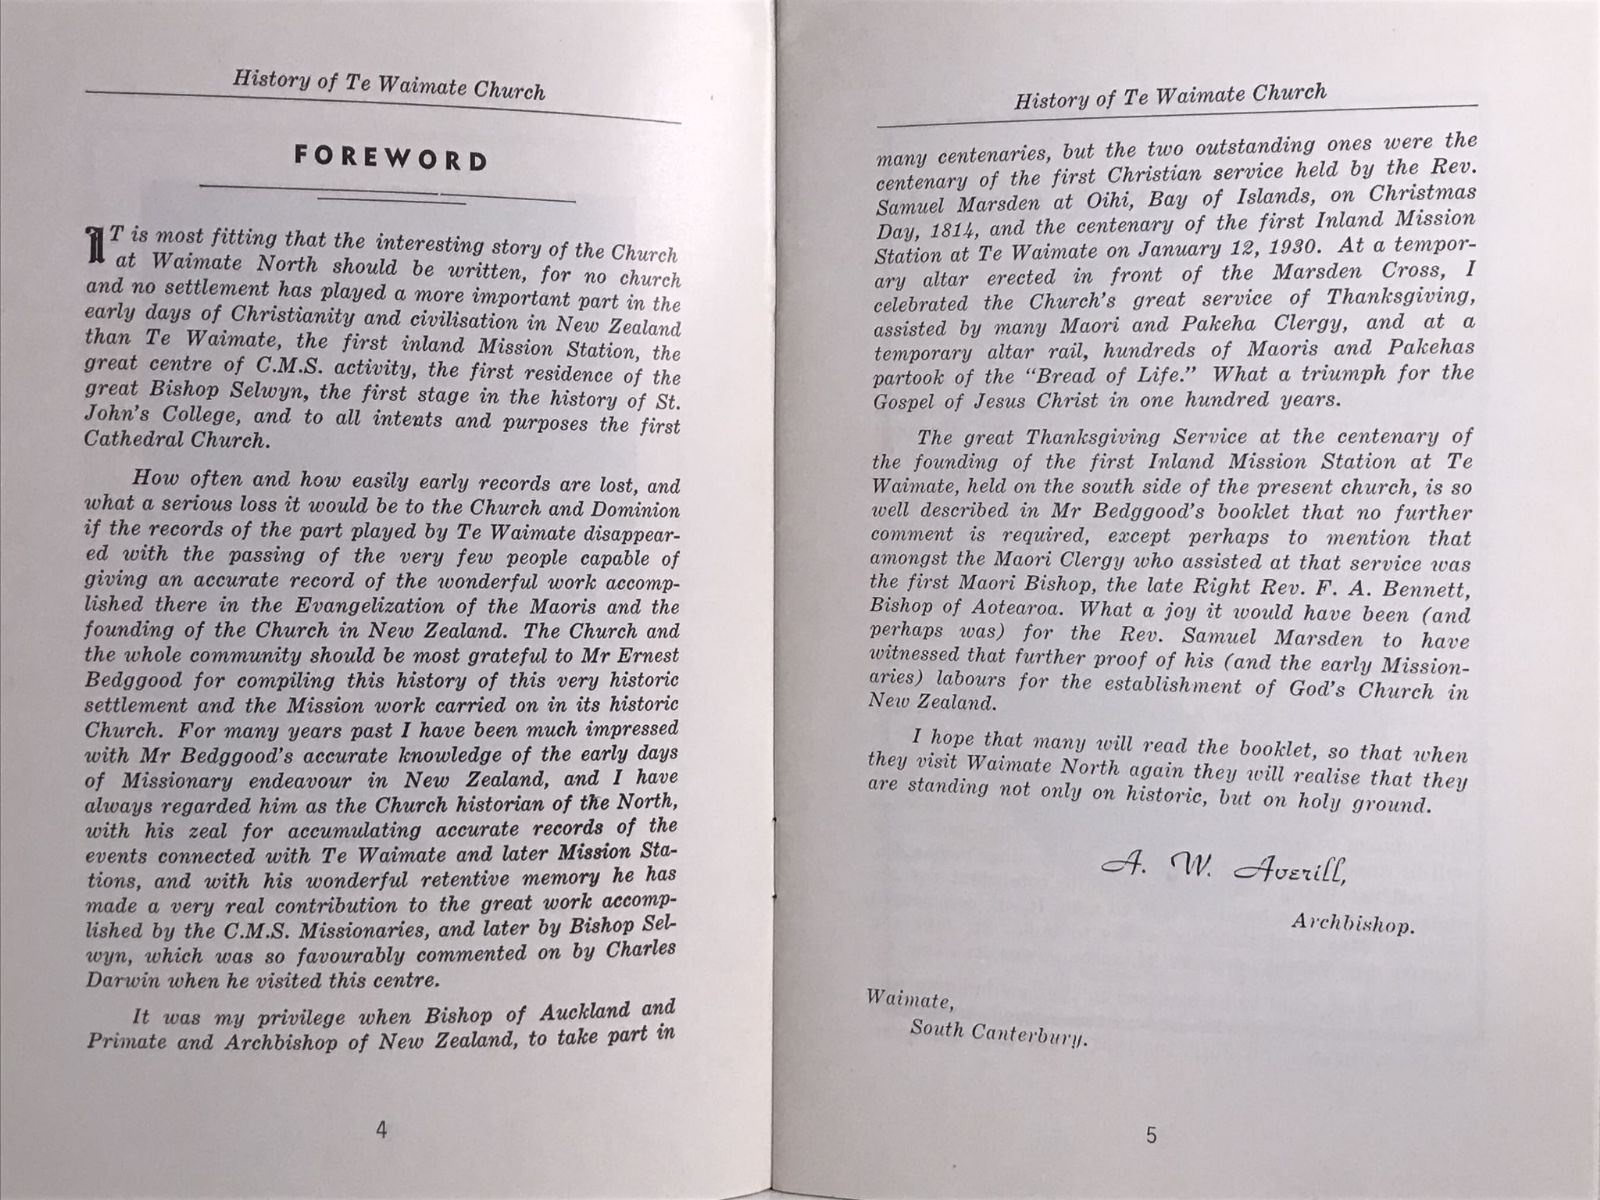 History of Te Waimate Church
FOREWORD
IT is most fitting that the interesting story of the Church
at Waimate North should be written, for no church
and no settlement has played a more important part in the
early days of Christianity and civilisation in New Zealand
than Te Waimate, the first inland Mission Station, the
great centre of C.M.S. activity, the first residence of the
great Bishop Selwyn, the first stage in the history of St.
John's College, and to all intents and purposes the first
Cathedral Church.
How often and how easily early records are lost, and
what a serious loss it would be to the Church and Dominion
if the records of the part played by Te Waimate disappear-
ed with the passing of the very few people capable of
giving an accurate record of the wonderful work accomp-
lished there in the Evangelization of the Maoris and the
founding of the Church in New Zealand. The Church and
the whole community should be most grateful to Mr Ernest
Bedggood for compiling this history of this very historic
settlement and the Mission work carried on in its historic
Church. For many years past I have been much impressed
with Mr Bedggood's accurate knowledge of the early days
of Missionary endeavour in New Zealand, and I have
always regarded him as the Church historian of the North,
with his zeal for accumulating accurate records of the
events connected with Te Waimate and later Mission Sta-
tions, and with his wonderful retentive memory he has
made a very real contribution to the great work accomp-
lished by the C.M.S. Missionaries, and later by Bishop Sel-
wyn, which was so favourably commented on by Charles
Darwin when he visited this centre.
It was my privilege when Bishop of Auckland and
Primate and Archbishop of New Zealand, to take part in
4
History of Te Waimate Church
many centenaries, but the two outstanding ones were the
centenary of the first Christian service held by the Rev.
Samuel Marsden at Oihi, Bay of Islands, on Christmas
Day, 1814, and the centenary of the first Inland Mission
Station at Te Waimate on January 12, 1930. At a tempor-
ary altar erected in front of the Marsden Cross, I
celebrated the Church's great service of Thanksgiving,
assisted by many Maori and Pakeha Clergy, and at a
temporary altar rail, hundreds of Maoris and Pakehas
partook of the "Bread of Life." What a triumph for the
Gospel of Jesus Christ in one hundred years.
The great Thanksgiving Service at the centenary of
the founding of the first Inland Mission Station at Te
Waimate, held on the south side of the present church, is so
well described in Mr Bedggood's booklet that no further
comment is required, except perhaps to mention that
amongst the Maori Clergy who assisted at that service was
the first Maori Bishop, the late Right Rev. F. A. Bennett,
Bishop of Aotearoa. What a joy it would have been (and
perhaps was) for the Rev. Samuel Marsden to have
witnessed that further proof of his (and the early Mission-
aries) labours for the establishment of God's Church in
New Zealand.
I hope that many will read the booklet, so that when
they visit Waimate North again they will realise that they
are standing not only on historic, but on holy ground.
A. W. Averill,
Archbishop.
Waimate,
South Canterbury.
5